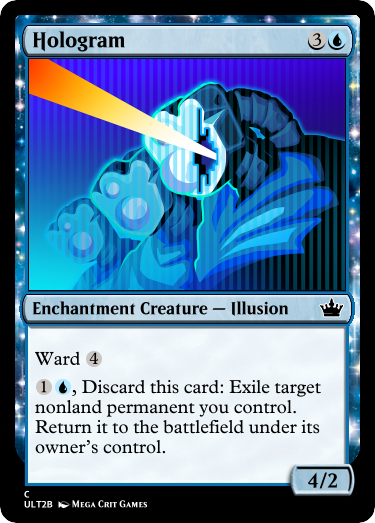 Hologram 3
Enchantment Creature — Illusion
Ward 4
1, Discard this card: Exile target
nonland permanent you control.
Return it to the battlefield under its
owner's control.
4/2
C
ULT2B Mega Crit Games